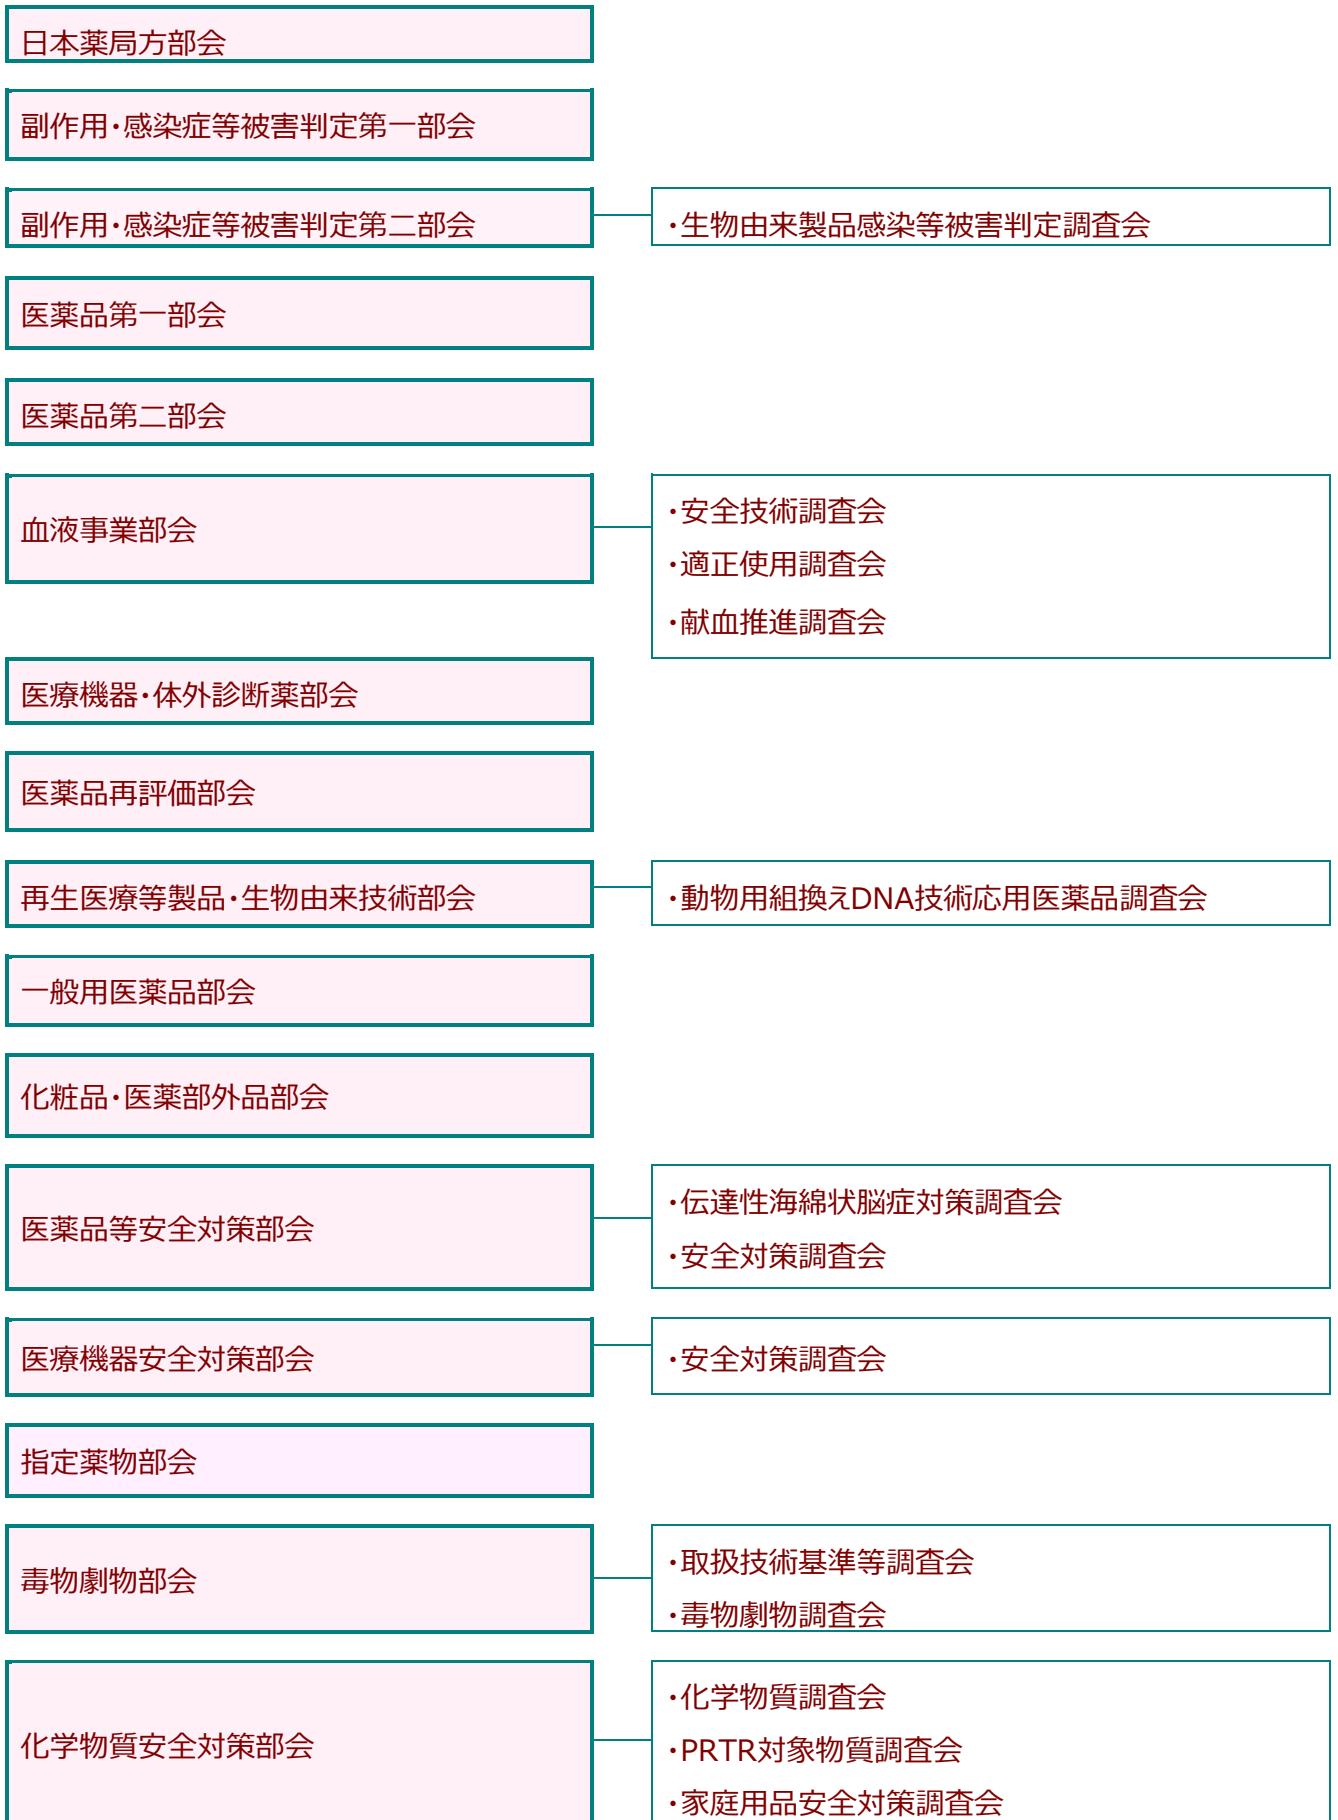 日本薬局方部会
副作用・感染症等被害判定第一部会
副作用・感染症等被害判定第二部会
・生物由来製品感染等被害判定調査会
医薬品第一部会
医薬品第二部会
血液事業部会
・安全技術調査会
・適正使用調査会
・献血推進調査会
医療機器・体外診断薬部会
医薬品再評価部会
再生医療等製品・生物由来技術部会
・動物用組換えDNA技術応用医薬品調査会
一般用医薬品部会
化粧品・医薬部外品部会
医薬品等安全対策部会
・伝達性海綿状脳症対策調査会
・安全対策調査会
医療機器安全対策部会
・安全対策調査会
指定薬物部会
毒物劇物部会
・取扱技術基準等調査会
・毒物劇物調査会
化学物質安全対策部会
・化学物質調査会
・PRTR対象物質調査会
・家庭用品安全対策調査会